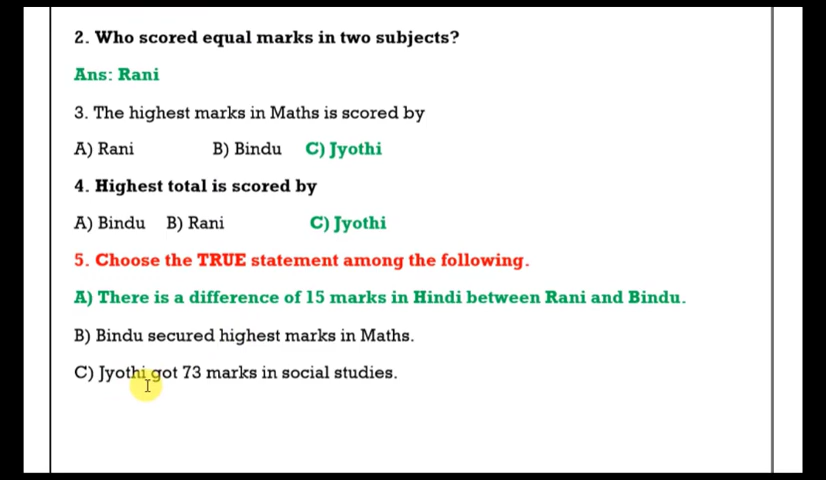 2. Who scored equal marks in two subjects?
Ans: Rani
3. The highest marks in Maths is scored by
A) Rani B) Bindu C) Jyothi
4. Highest total is scored by
A) Bindu B) Rani C) Jyothi
5. Choose the TRUE statement among the following.
A) There is a difference of 15 marks in Hindi between Rani and Bindu.
B) Bindu secured highest marks in Maths.
C) Jyothi got 73 marks in social studies.